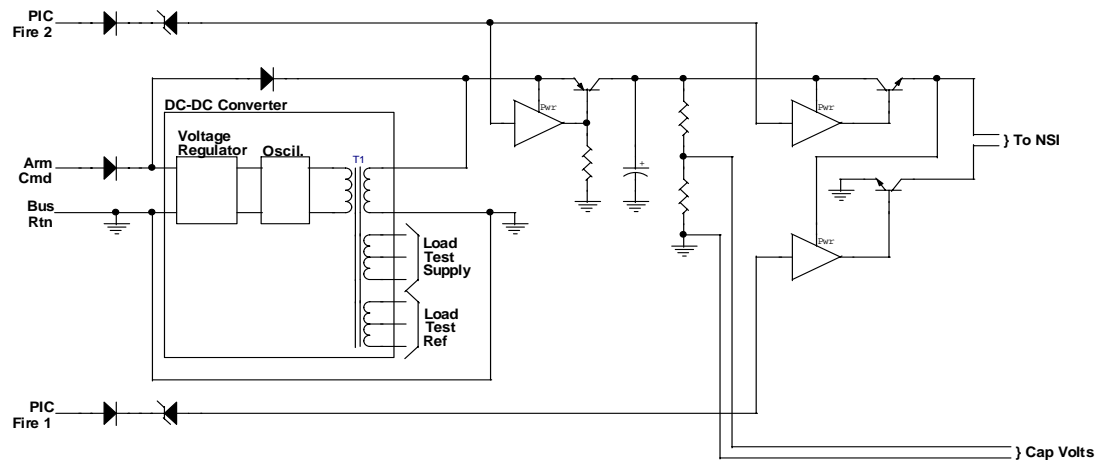 PIC
Fire 2
DC-DC Converter
Pwr
Pwr
Voltage
Regulator
Oscil.
T1
Arm
Cmd
} To NSI
+
Bus
Rtn
Load
Test
Supply
Pwr
Load
Test
Ref
PIC
Fire 1
} Cap Volts